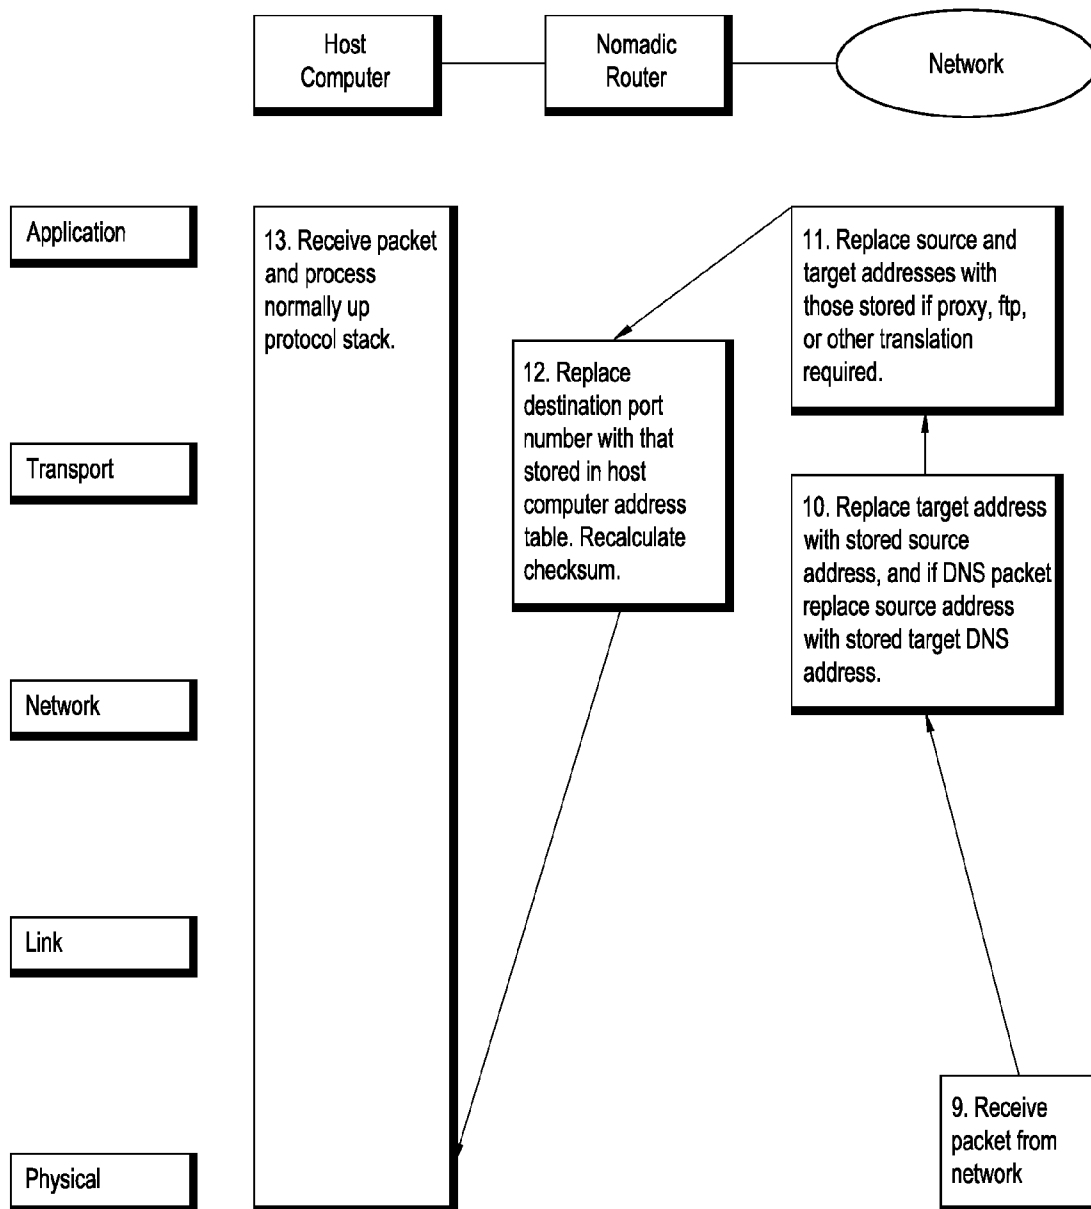 Host
Computer
Nomadic
Router
Network
Application
Transport
Network
Link
Physical
13. Receive packet
and process
normally up
protocol stack.
12. Replace
destination port
number with that
stored in host
computer address
table. Recalculate
checksum.
11. Replace source and
target addresses with
those stored if proxy, ftp,
or other translation
required.
10. Replace target address
with stored source
address, and if DNS packet
replace source address
with stored target DNS
address.
9. Receive
packet from
network